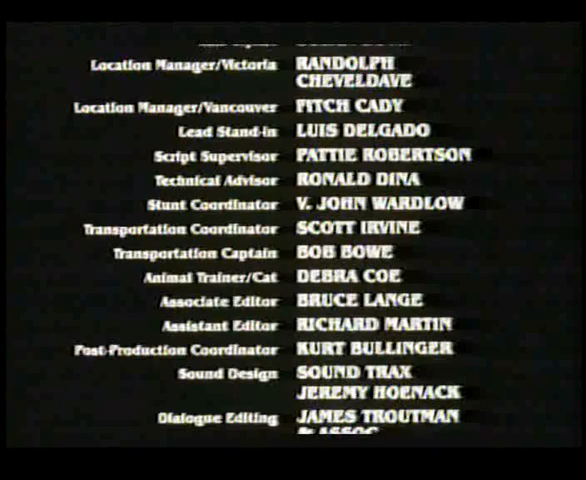 Location Manager/Victoria RANDOLPH
CHEVELDAVE
Location Manager/Vancouver FITCH CADY
Lead Stand-in LUIS DELGADO
Script Supervisor PATTIE ROBERTSON
Technical Advisor RONALD DINA
Stunt Coordinator V. JOHN WARDLOW
Transportation Coordinator SCOTT IRVINE
Transportation Captain BOB BOWE
Animal Trainer/Cat DEBRA COE
Associate Editor BRUCE LANGE
Assistant Editor RICHARD MARTIN
Post-Production Coordinator KURT BULLINGER
Sound Design SOUND TRAX
JEREMY HOENACK
Dialogue Editing JAMES TROUTMAN
& ASSOC